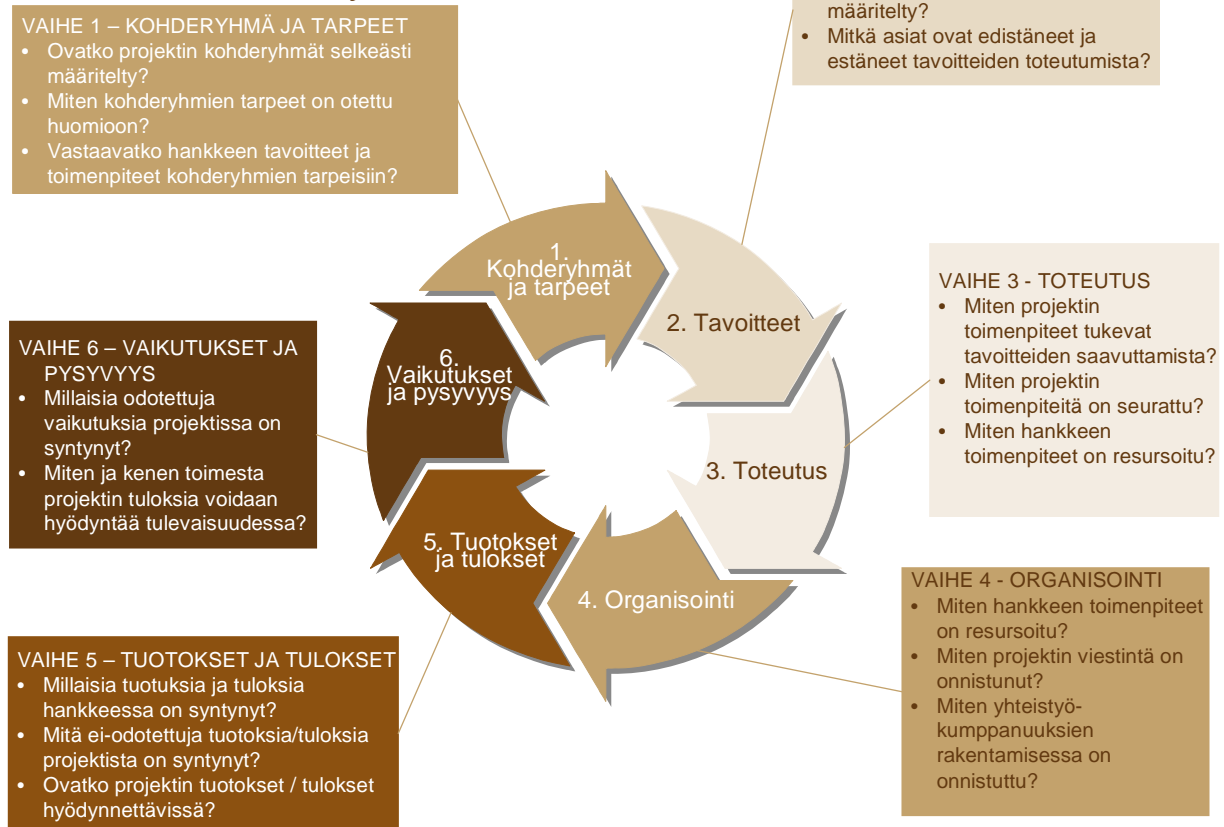 VAIHE 1 – KOHDERYHMÄ JA TARPEET
• Ovatko projektin kohderyhmät selkeästi
määritelty?
• Miten kohderyhmien tarpeet on otettu
huomioon?
• Vastaavatko hankkeen tavoitteet ja
toimenpiteet kohderyhmien tarpeisiin?
määritelty?
• Mitkä asiat ovat edistäneet ja
estäneet tavoitteiden toteutumista?
1.
Kohderyhmät
ja tarpeet
2. Tavoitteet
3. Toteutus
4. Organisointi
5. Tuotokset
ja tulokset
6.
Vaikutukset
ja pysyvyys
VAIHE 3 - TOTEUTUS
• Miten projektin
toimenpiteet tukevat
tavoitteiden saavuttamista?
• Miten projektin
toimenpiteitä on seurattu?
• Miten hankkeen
toimenpiteet on resursoitu?
VAIHE 4 - ORGANISOINTI
• Miten hankkeen toimenpiteet
on resursoitu?
• Miten projektin viestintä on
onnistunut?
• Miten yhteistyö-
kumppanuuksien
rakentamisessa on
onnistuttu?
VAIHE 5 – TUOTOKSET JA TULOKSET
• Millaisia tuotuksia ja tuloksia
hankkeessa on syntynyt?
• Mitä ei-odotettuja tuotoksia/tuloksia
projektista on syntynyt?
• Ovatko projektin tuotokset / tulokset
hyödynnettävissä?
VAIHE 6 – VAIKUTUKSET JA
PYSYVYYS
• Millaisia odotettuja
vaikutuksia projektissa on
syntynyt?
• Miten ja kenen toimesta
projektin tuloksia voidaan
hyödyntää tulevaisuudessa?